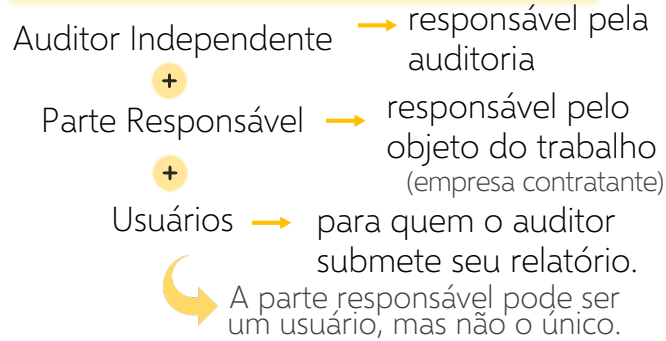 Auditor Independente → responsável pela
auditoria
+
Parte Responsável → responsável pelo
objeto do trabalho
(empresa contratante)
+
Usuários → para quem o auditor
submete seu relatório.
A parte responsável pode ser
um usuário, mas não o único.